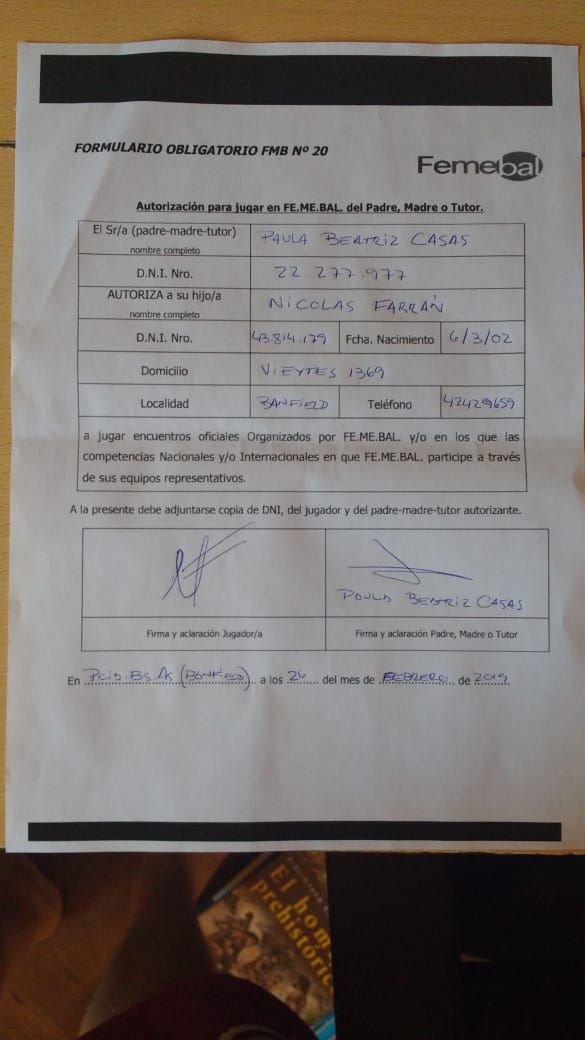 FORMULARIO OBLIGATORIO FMB Nº 20
Femebal
Autorización para jugar en FE.ME.BAL. del Padre, Madre o Tutor.
El Sr/a (padre-madre-tutor) nombre completo PAULA BEATRIZ CASAS
D.N.I. Nro. 22.277.977
AUTORIZA a su hijo/a nombre completo NICOLAS FARRÁN
D.N.I. Nro. 43.814.179 Fcha. Nacimiento 6/3/02
Domicilio VIEYTES 1369
Localidad BANFIELD Teléfono 42429659
a jugar encuentros oficiales Organizados por FE.ME.BAL. y/o en los que las
competencias Nacionales y/o Internacionales en que FE.ME.BAL. participe a través
de sus equipos representativos.
A la presente debe adjuntarse copia de DNI, del jugador y del padre-madre-tutor autorizante.
PAULA BEATRIZ CASAS
Firma y aclaración Jugador/a Firma y aclaración Padre, Madre o Tutor
En Pcia. Bs. As (BANFIELD) a los 26 del mes de FEBRERO de 2019
El hom
prehistóric